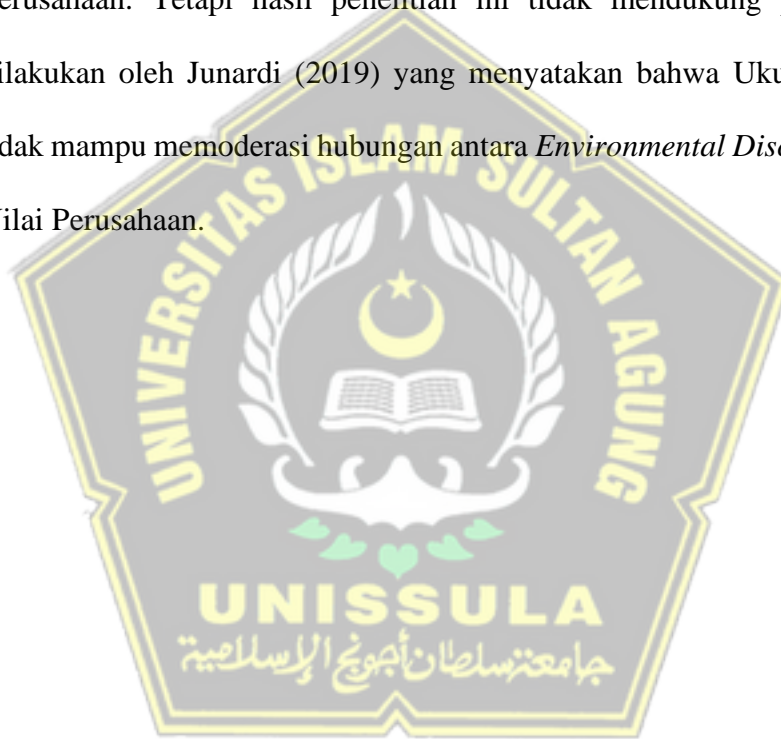 erusahaan. Tetapi hasil penelitian ini tidak mendukung
ilakukan oleh Junardi (2019) yang menyatakan bahwa Uku
dak mampu memoderasi hubungan antara Environmental Disc
Nilai Perusahaan.
UNIVERSITAS ISLAM SULTAN AGUNG
UNISSULA
جامعة سلطان أجونج الإسلامية